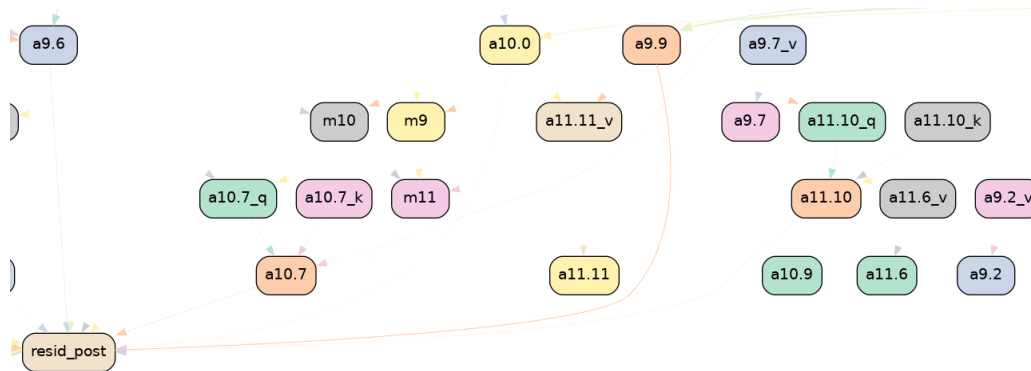 a9.6
a10.0
a9.9
a9.7_v
m10
m9
a11.11_v
a9.7
a11.10_q
a11.10_k
a10.7_q
a10.7_k
m11
a11.10
a11.6_v
a9.2_v
a10.7
a11.11
a10.9
a11.6
a9.2
resid_post